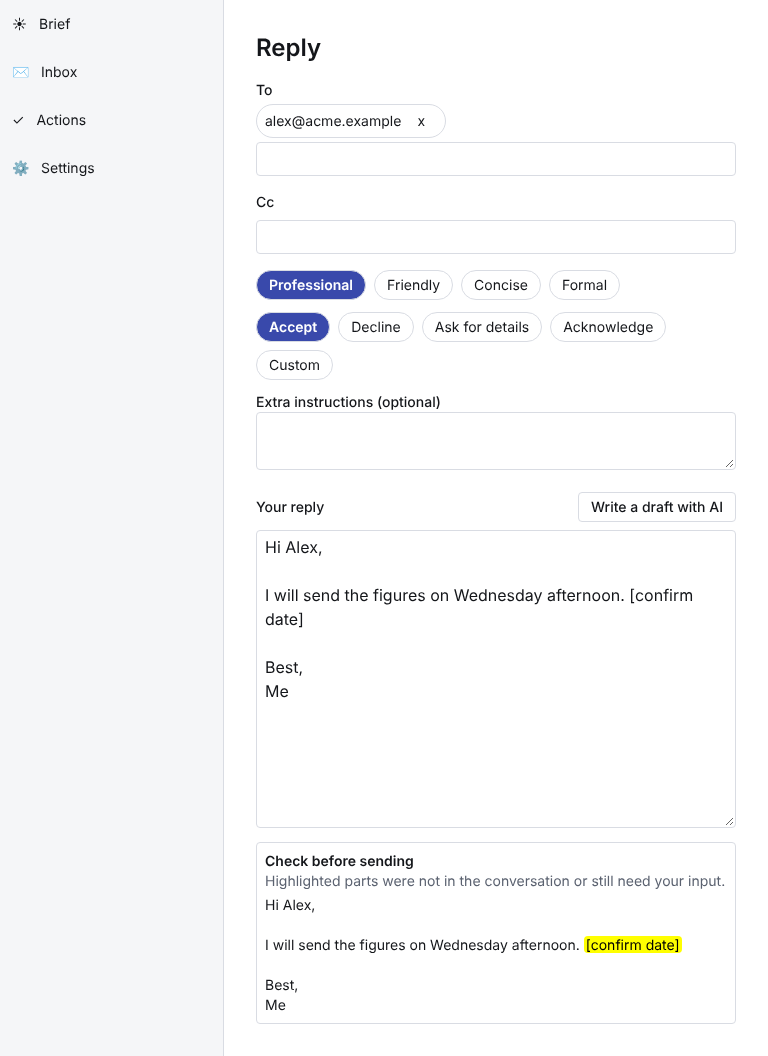 Brief
Inbox
Actions
Settings
Reply
To
alex@acme.example x
Cc
Professional Friendly Concise Formal
Accept Decline Ask for details Acknowledge
Custom
Extra instructions (optional)
Your reply Write a draft with AI
Hi Alex,
I will send the figures on Wednesday afternoon. [confirm
date]
Best,
Me
Check before sending
Highlighted parts were not in the conversation or still need your input.
Hi Alex,
I will send the figures on Wednesday afternoon. [confirm date]
Best,
Me